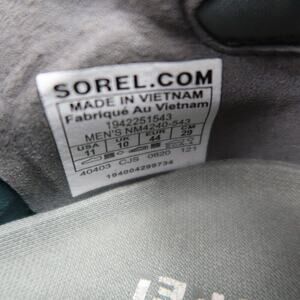 SOREL.COM
MADE IN VIETNAM
Fabriqué Au Vietnam
1942251543
MEN'S NM4240-543
USA UK EUR CM
11 10 44 29
40403 CJS 0820 121
194004299734